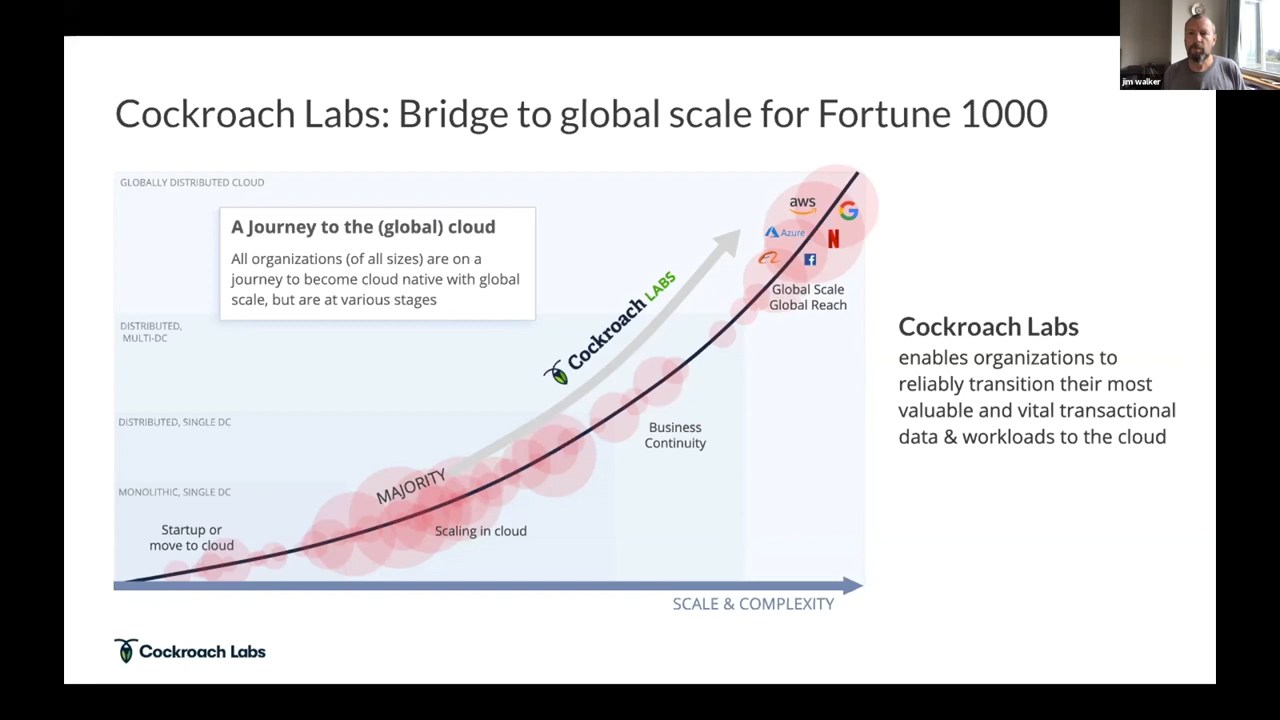 jim walker
Cockroach Labs: Bridge to global scale for Fortune 1000
GLOBALLY DISTRIBUTED CLOUD
A Journey to the (global) cloud
All organizations (of all sizes) are on a
journey to become cloud native with global
scale, but are at various stages
aws
G
Azure
N
f
Global Scale
Global Reach
DISTRIBUTED,
MULTI-DC
Cockroach LABS
Cockroach Labs
enables organizations to
reliably transition their most
valuable and vital transactional
data & workloads to the cloud
DISTRIBUTED, SINGLE DC
Business
Continuity
MAJORITY
MONOLITHIC, SINGLE DC
Startup or
move to cloud
Scaling in cloud
SCALE & COMPLEXITY
Cockroach Labs